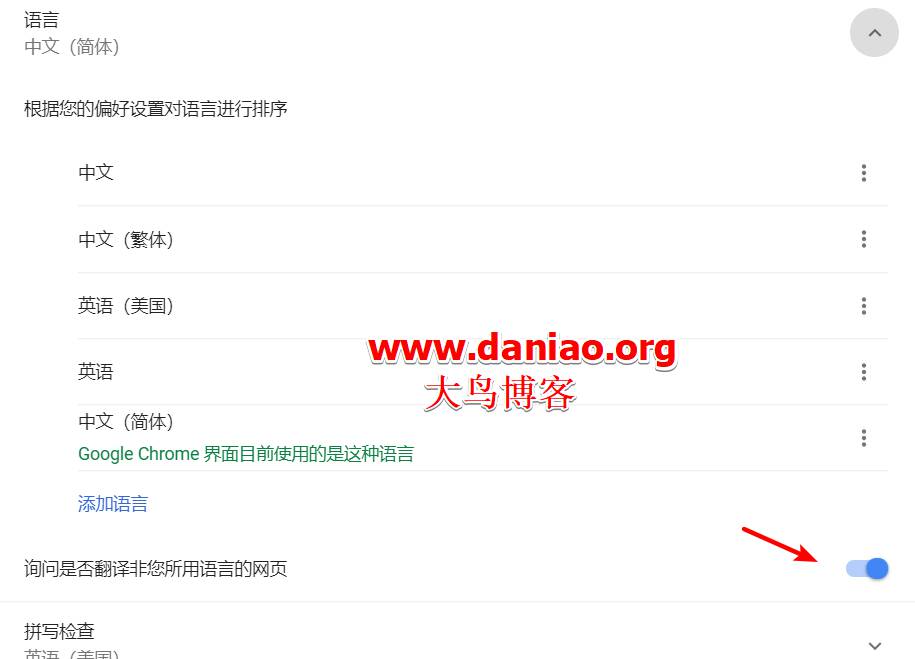 语言
中文（简体）
根据您的偏好设置对语言进行排序
中文
中文（繁体）
英语（美国）
www.daniao.org
英语
大鸟博客
中文（简体）
Google Chrome 界面目前使用的是这种语言
添加语言
询问是否翻译非您所用语言的网页
拼写检查
英语（美国）